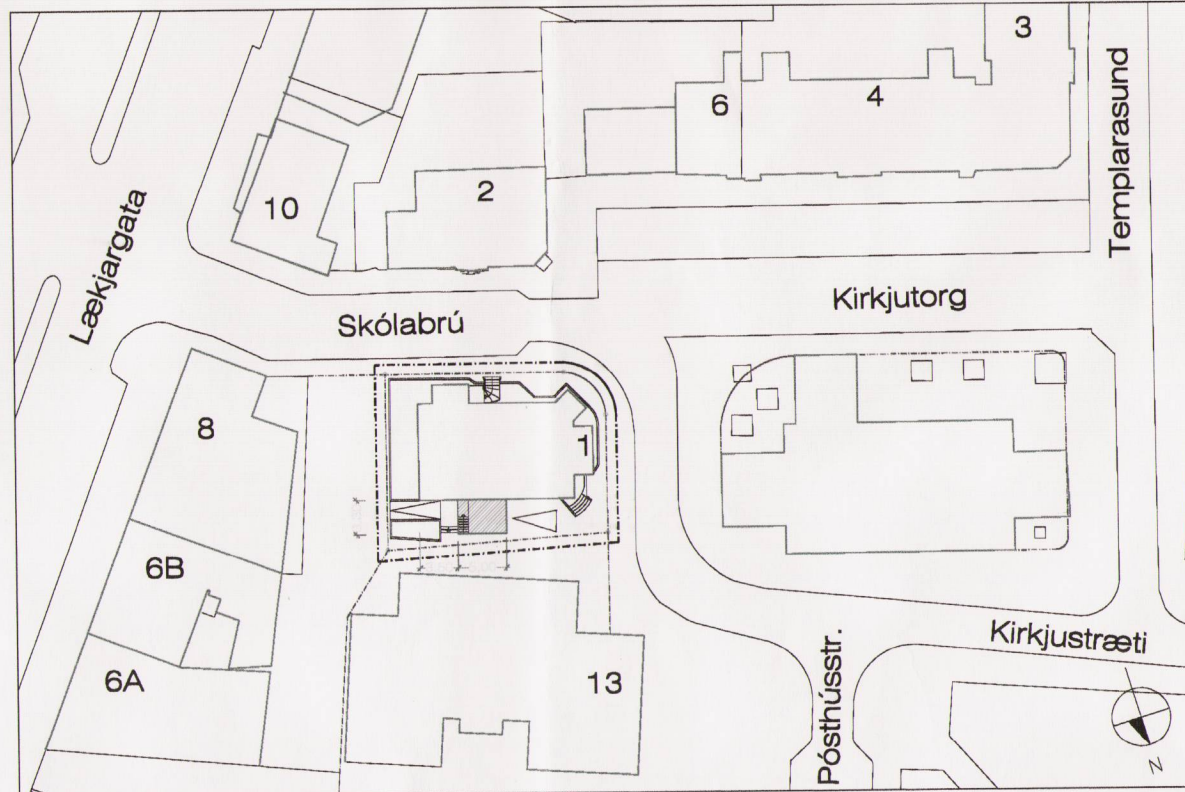 3
6
4
Templarasund
10
2
Lækjargata
Skólabrú
Kirkjutorg
8
1
6B
Kirkjustræti
6A
13
Pósthússtr.
N